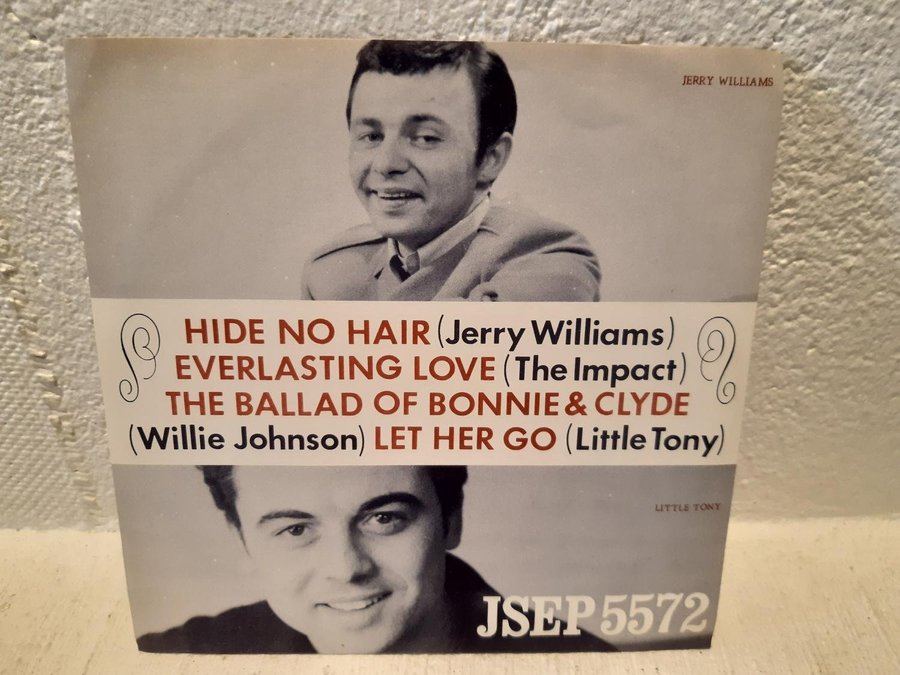 JERRY WILLIAMS
HIDE NO HAIR (Jerry Williams)
EVERLASTING LOVE (The Impact)
THE BALLAD OF BONNIE & CLYDE
(Willie Johnson) LET HER GO (Little Tony)
LITTLE TONY
JSEP 5572